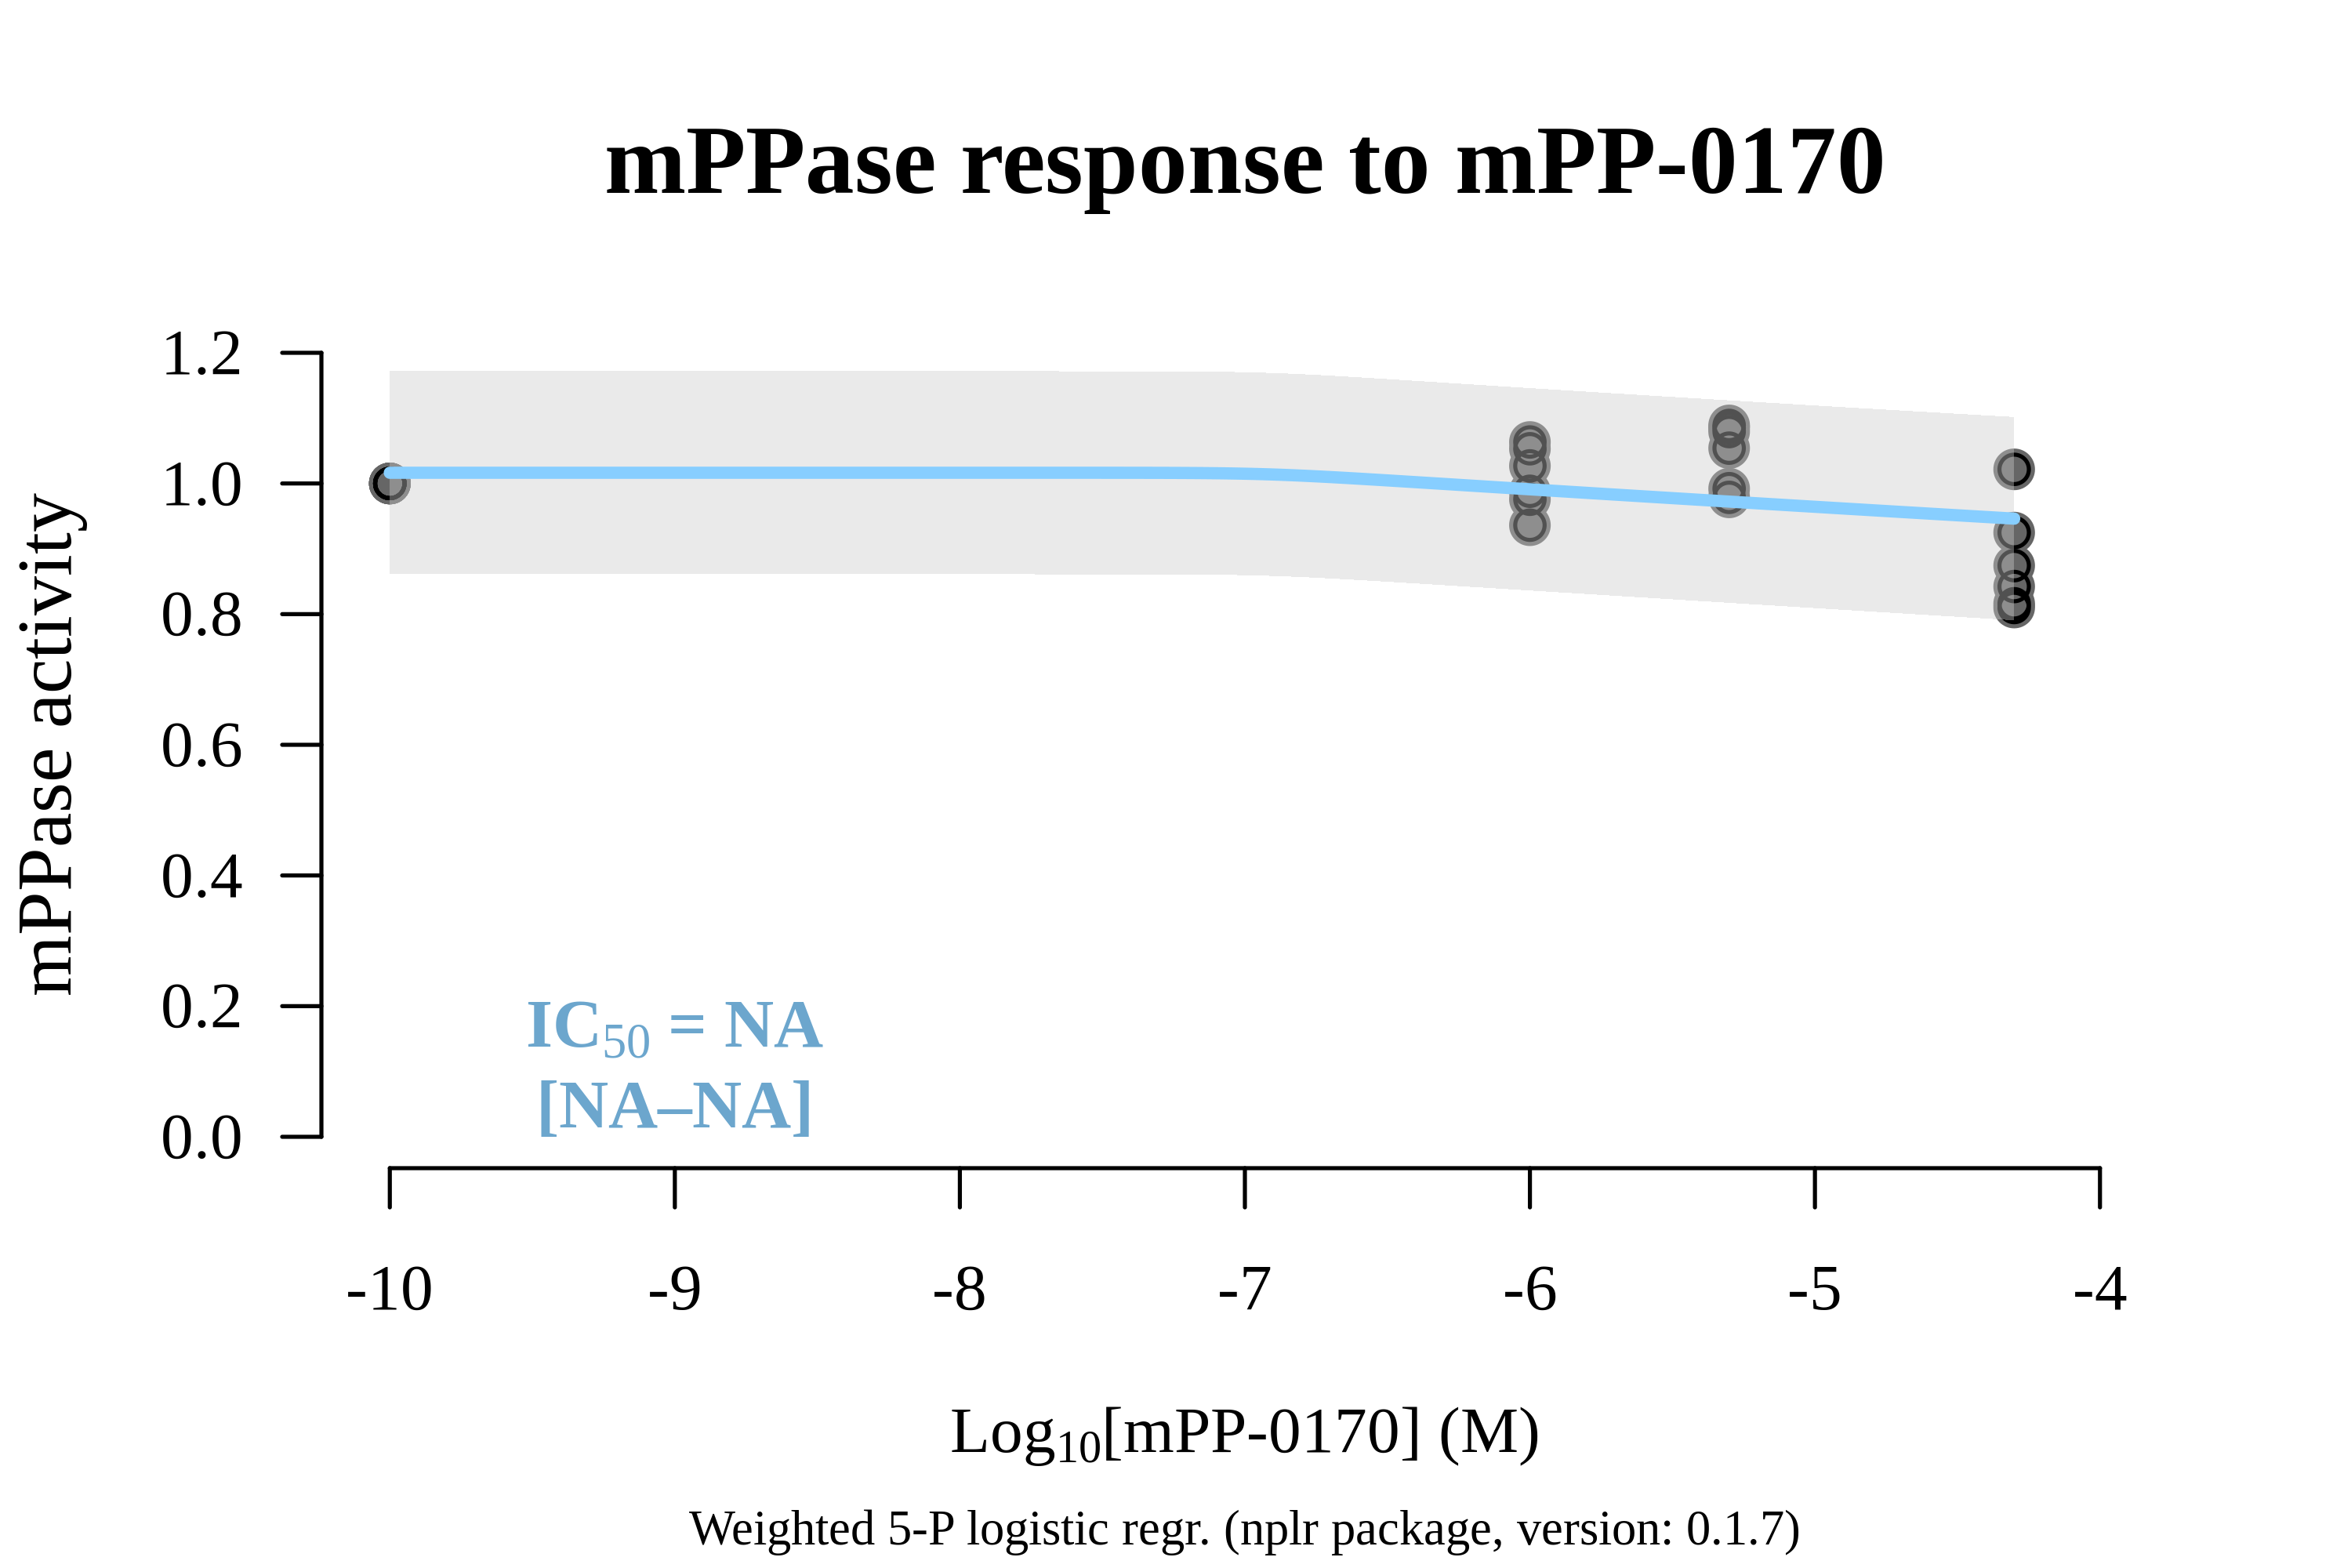 mPPase response to mPP-0170
mPPase activity
1.2
1.0
0.8
0.6
0.4
0.2
0.0
IC50 = NA
[NA–NA]
-10 -9 -8 -7 -6 -5 -4
Log10[mPP-0170] (M)
Weighted 5-P logistic regr. (nplr package, version: 0.1.7)